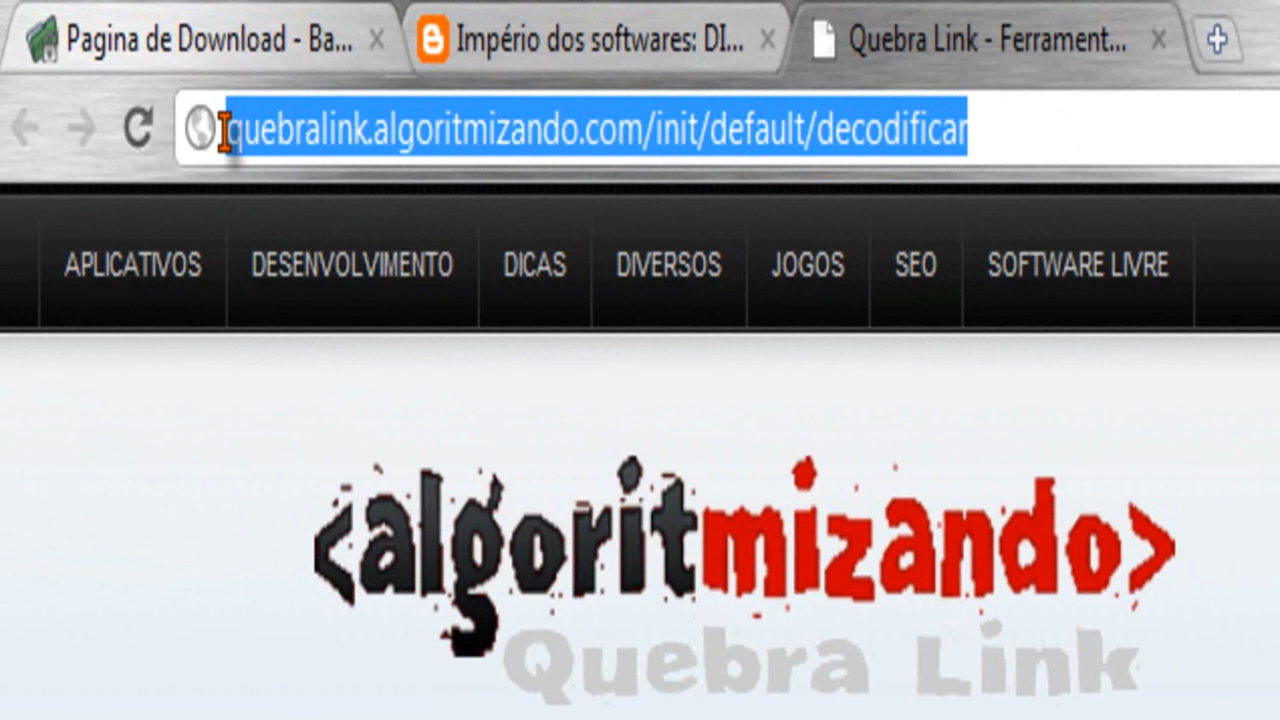 Pagina de Download - Ba...
Império dos softwares: DI...
Quebra Link - Ferrament...
quebralink.algoritmizando.com/init/default/decodificar
APLICATIVOS DESENVOLVIMENTO DICAS DIVERSOS JOGOS SEO SOFTWARE LIVRE
<algoritmizando>
Quebra Link